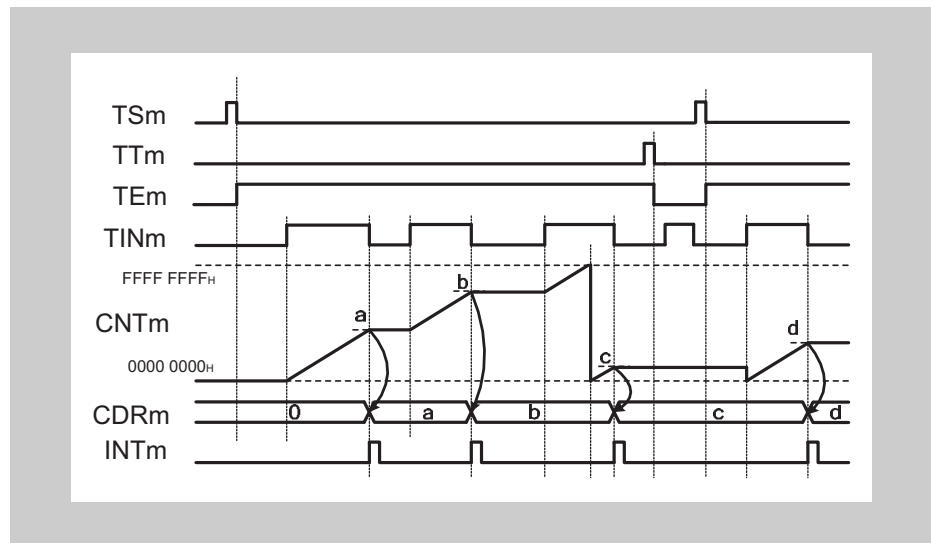 TSm
TTm
TEm
TINm
FFFF FFFFH
CNTm
0000 0000H
a
b
c
d
CDRm
0 a b c d
INTm